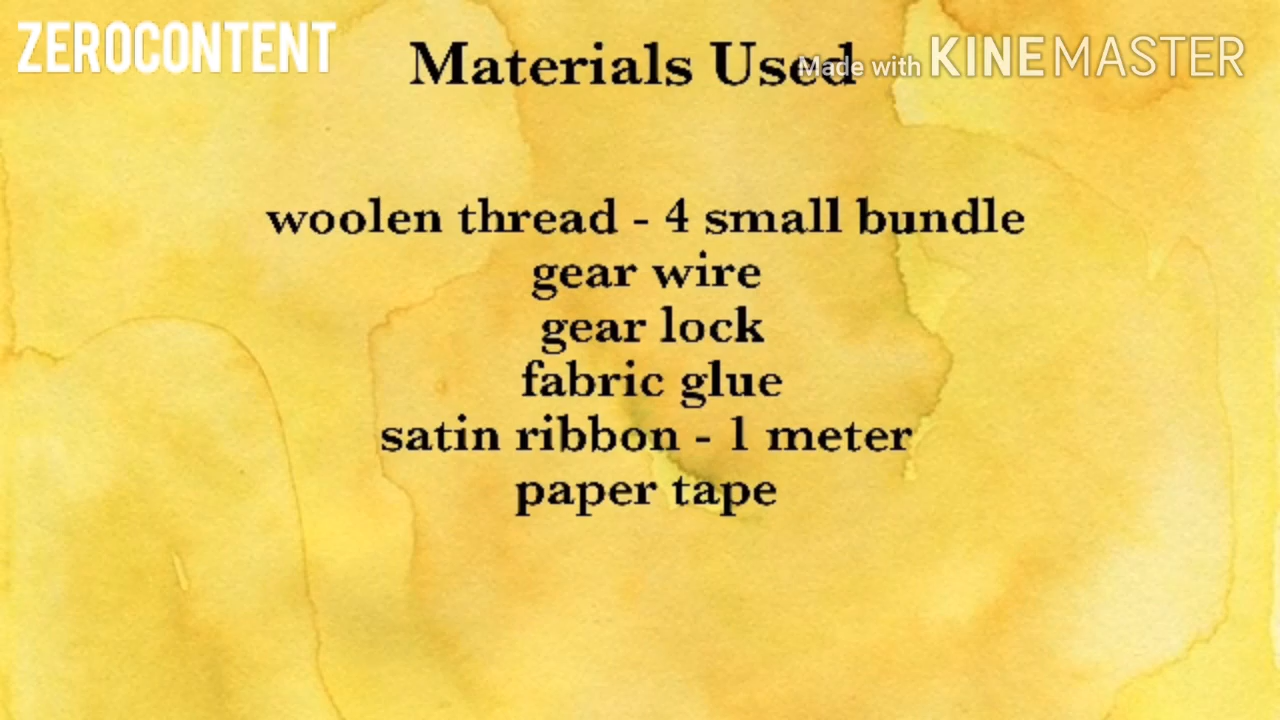 ZEROCONTENT
Materials Used
Made with KINEMASTER
woolen thread - 4 small bundle
gear wire
gear lock
fabric glue
satin ribbon - 1 meter
paper tape